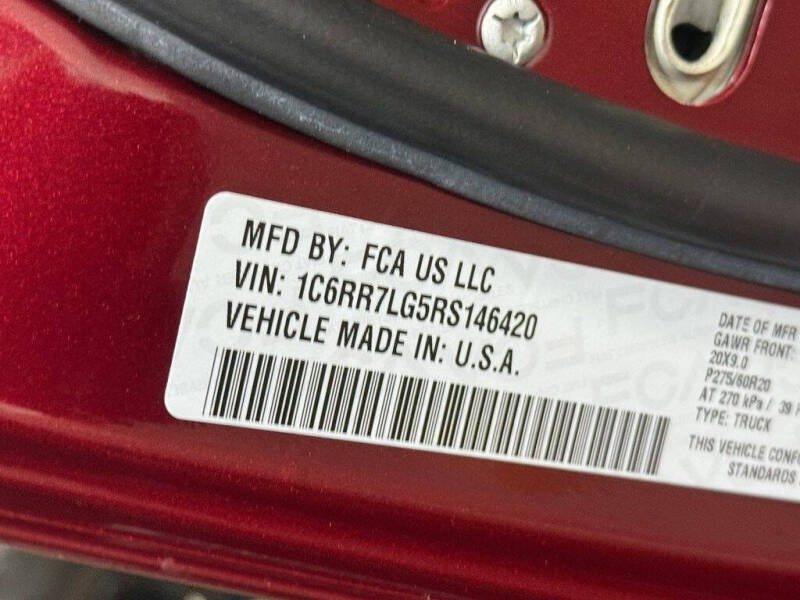 MFD BY: FCA US LLC
VIN: 1C6RR7LG5RS146420
VEHICLE MADE IN: U.S.A.
DATE OF MFR
GAWR FRONT:
20X9.0
P275/60R20
AT 270 kPa / 39
TYPE: TRUCK
THIS VEHICLE
STANDARDS